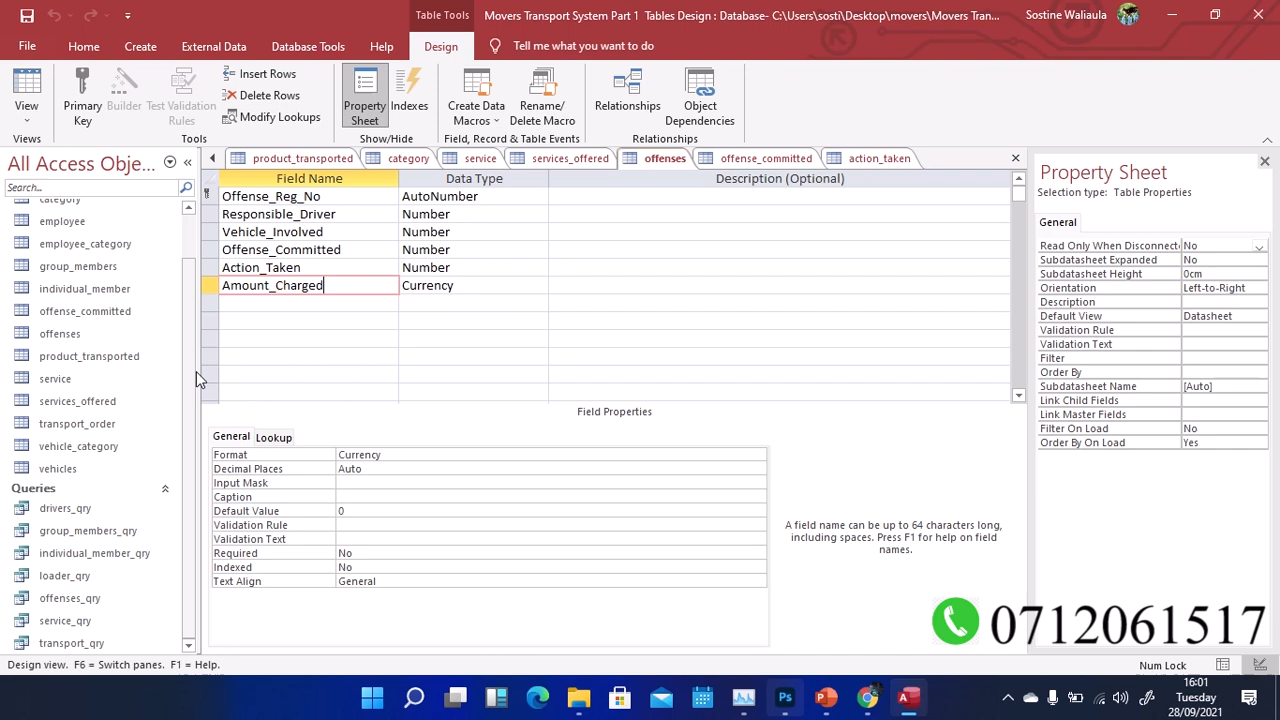 Table Tools
Movers Transport System Part 1 Tables Design : Database- C:\Users\sosti\Desktop\movers\Movers Tran...
Sostine Waliaula
File
Home
Create
External Data
Database Tools
Help
Design
Tell me what you want to do
View
Primary Key
Builder
Test Validation Rules
Insert Rows
Delete Rows
Modify Lookups
Property Sheet
Indexes
Create Data Macros
Rename/ Delete Macro
Relationships
Object Dependencies
Views
Tools
Show/Hide
Field, Record & Table Events
Relationships
All Access Obje...
Search...
category
employee
employee_category
group_members
individual_member
offense_committed
offenses
product_transported
service
services_offered
transport_order
vehicle_category
vehicles
Queries
drivers_qry
group_members_qry
individual_member_qry
loader_qry
offenses_qry
service_qry
transport_qry
product_transported
category
service
services_offered
offenses
offense_committed
action_taken
Field Name Data Type Description (Optional)
Offense_Reg_No AutoNumber
Responsible_Driver Number
Vehicle_Involved Number
Offense_Committed Number
Action_Taken Number
Amount_Charged Currency
Field Properties
General Lookup
Format Currency
Decimal Places Auto
Input Mask
Caption
Default Value 0
Validation Rule
Validation Text
Required No
Indexed No
Text Align General
A field name can be up to 64 characters long, including spaces. Press F1 for help on field names.
Property Sheet
Selection type: Table Properties
General
Read Only When Disconnect No
Subdatasheet Expanded No
Subdatasheet Height 0cm
Orientation Left-to-Right
Description
Default View Datasheet
Validation Rule
Validation Text
Filter
Order By
Subdatasheet Name [Auto]
Link Child Fields
Link Master Fields
Filter On Load No
Order By On Load Yes
0712061517
Design view. F6 = Switch panes. F1 = Help.
Num Lock
16:01
Tuesday
28/09/2021